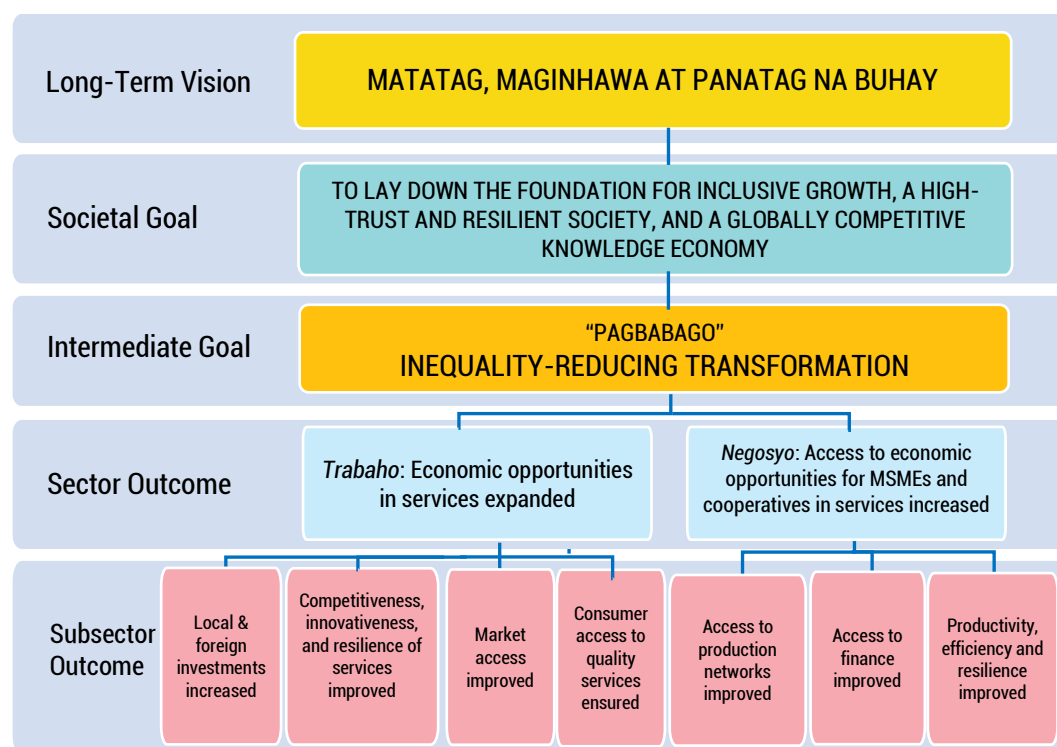 Long-Term Vision
MATATAG, MAGINHAWA AT PANATAG NA BUHAY
Societal Goal
TO LAY DOWN THE FOUNDATION FOR INCLUSIVE GROWTH, A HIGH-
TRUST AND RESILIENT SOCIETY, AND A GLOBALLY COMPETITIVE
KNOWLEDGE ECONOMY
Intermediate Goal
“PAGBABAGO”
INEQUALITY-REDUCING TRANSFORMATION
Sector Outcome
Trabaho: Economic opportunities
in services expanded
Negosyo: Access to economic
opportunities for MSMEs and
cooperatives in services increased
Subsector
Outcome
Local &
foreign
investments
increased
Competitiveness,
innovativeness,
and resilience of
services
improved
Market
access
improved
Consumer
access to
quality
services
ensured
Access to
production
networks
improved
Access to
finance
improved
Productivity,
efficiency and
resilience
improved